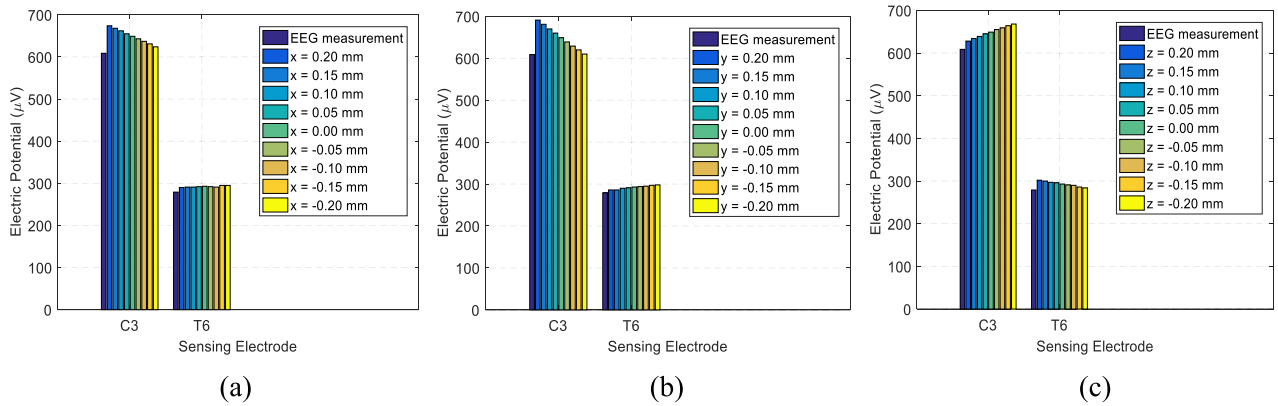 700
600
500
400
300
200
100
0
Electric Potential (μV)
C3
T6
Sensing Electrode
EEG measurement
x = 0.20 mm
x = 0.15 mm
x = 0.10 mm
x = 0.05 mm
x = 0.00 mm
x = -0.05 mm
x = -0.10 mm
x = -0.15 mm
x = -0.20 mm
(a)
700
600
500
400
300
200
100
0
Electric Potential (μV)
C3
T6
Sensing Electrode
EEG measurement
y = 0.20 mm
y = 0.15 mm
y = 0.10 mm
y = 0.05 mm
y = 0.00 mm
y = -0.05 mm
y = -0.10 mm
y = -0.15 mm
y = -0.20 mm
(b)
700
600
500
400
300
200
100
0
Electric Potential (μV)
C3
T6
Sensing Electrode
EEG measurement
z = 0.20 mm
z = 0.15 mm
z = 0.10 mm
z = 0.05 mm
z = 0.00 mm
z = -0.05 mm
z = -0.10 mm
z = -0.15 mm
z = -0.20 mm
(c)